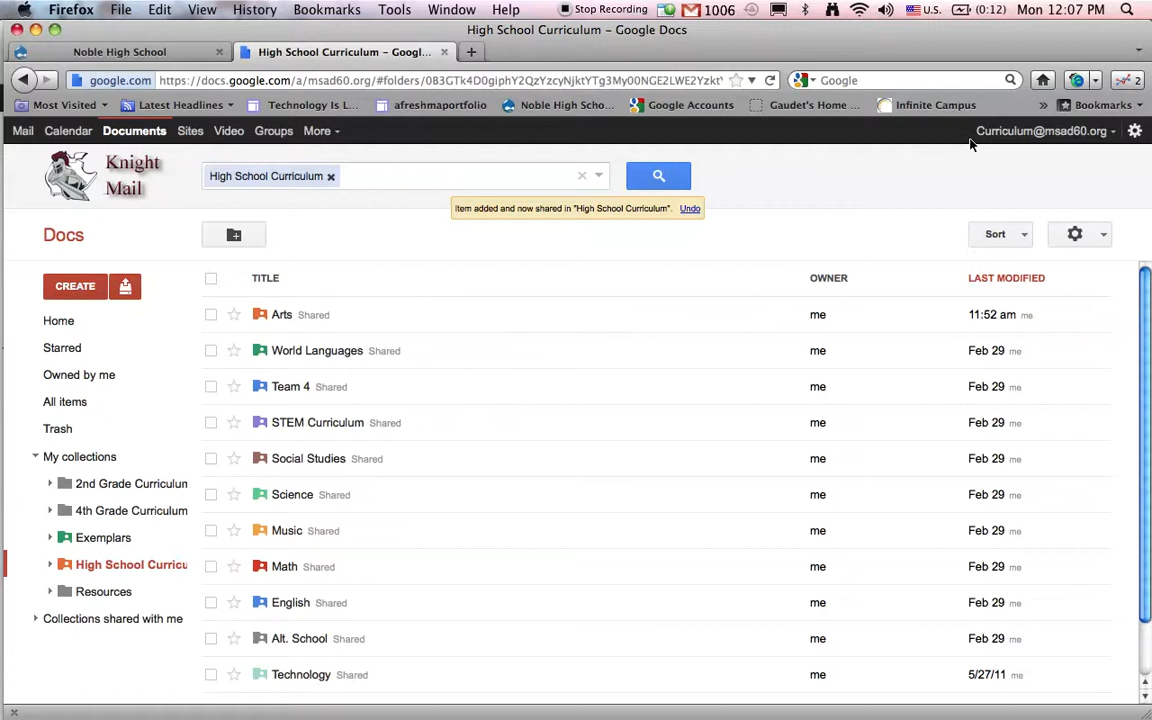 Firefox File Edit View History Bookmarks Tools Window Help Stop Recording 1006 U.S. (0:12) Mon 12:07 PM
High School Curriculum – Google Docs
Noble High School × High School Curriculum – Googl... × +
google.com https://docs.google.com/a/msad60.org/#folders/0B3GTk4D0giphY2QzYzcyNjktYTg3My00NGE2LWE2Yzkt Google 2
Most Visited Latest Headlines Technology Is L... afreshmaportfolio Noble High Scho... Google Accounts Gaudet's Home ... Infinite Campus » Bookmarks
Mail Calendar Documents Sites Video Groups More Curriculum@msad60.org
Knight Mail
High School Curriculum ×
Item added and now shared in "High School Curriculum". Undo
Docs Sort
CREATE
TITLE OWNER LAST MODIFIED
Home
Starred
Owned by me
All items
Trash
My collections
2nd Grade Curriculum
4th Grade Curriculum
Exemplars
High School Curricu
Resources
Collections shared with me
Arts Shared me 11:52 am me
World Languages Shared me Feb 29 me
Team 4 Shared me Feb 29 me
STEM Curriculum Shared me Feb 29 me
Social Studies Shared me Feb 29 me
Science Shared me Feb 29 me
Music Shared me Feb 29 me
Math Shared me Feb 29 me
English Shared me Feb 29 me
Alt. School Shared me Feb 29 me
Technology Shared me 5/27/11 me